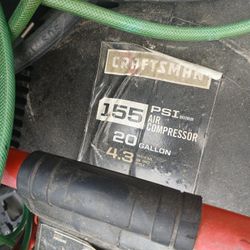 CRAFTSMAN
155 PSI
AIR
COMPRESSOR
20 GALLON
4.3